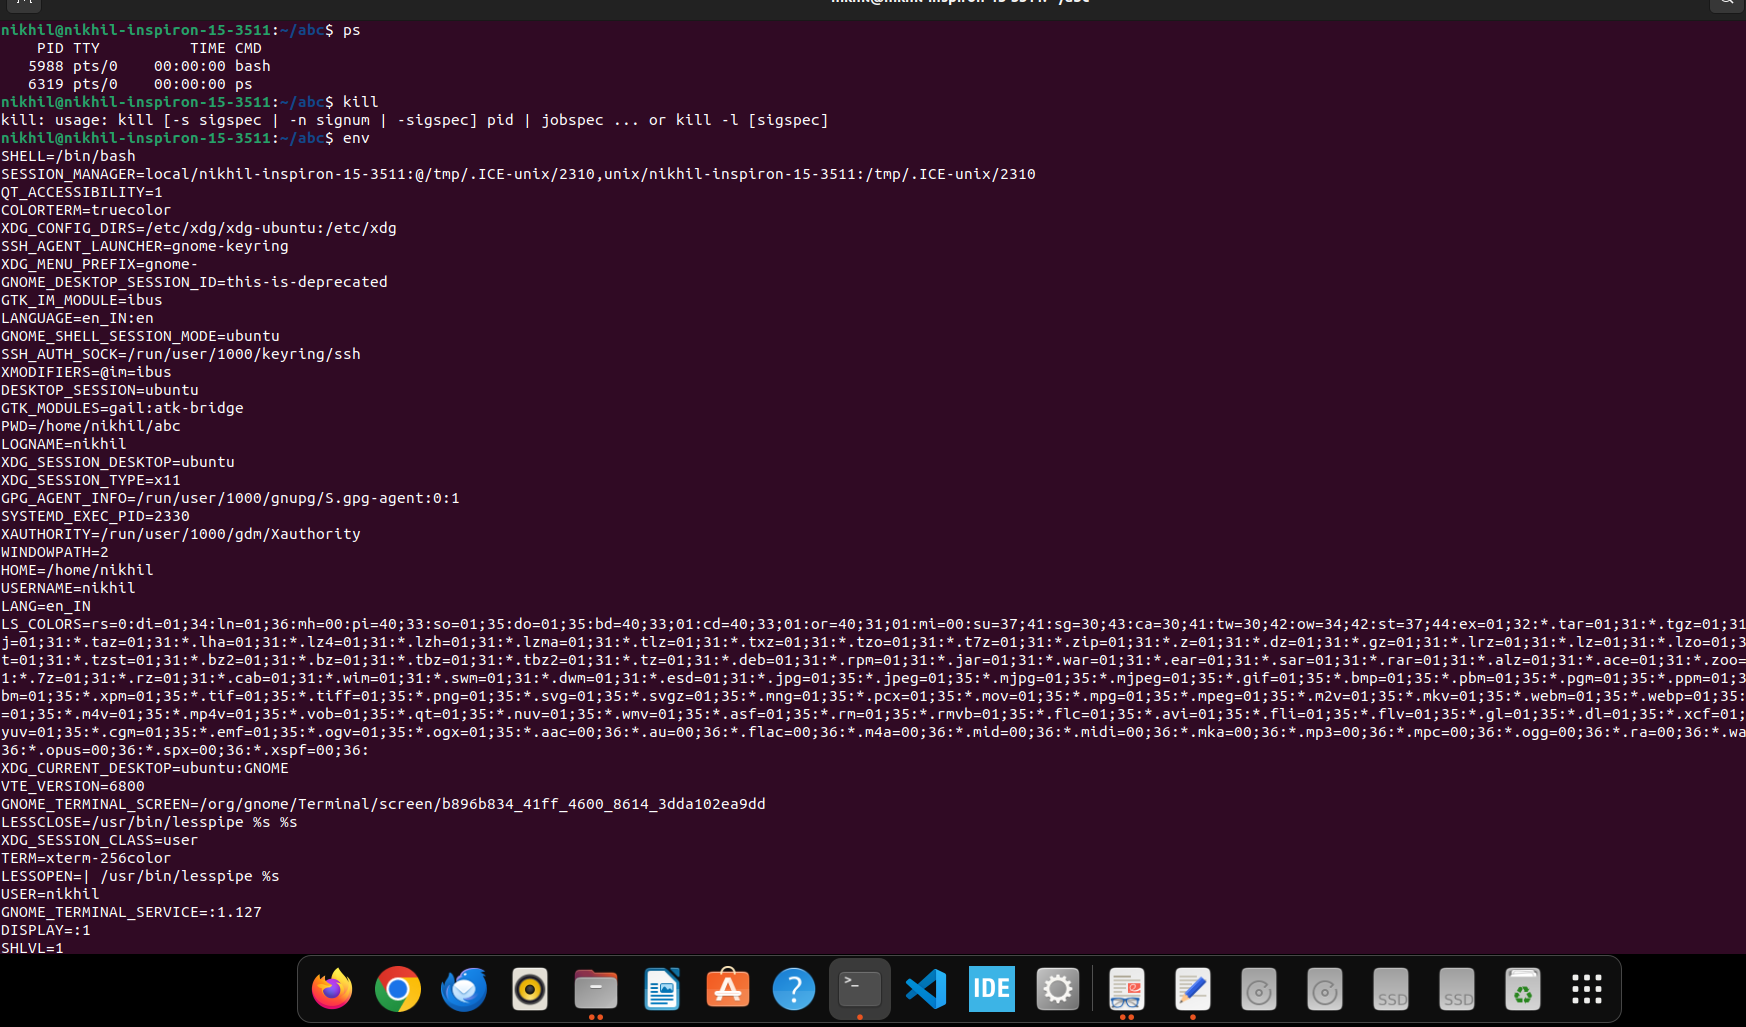 nikhil@nikhil-inspiron-15-3511:~/abc$ ps
    PID TTY          TIME CMD
   5988 pts/0    00:00:00 bash
   6319 pts/0    00:00:00 ps
nikhil@nikhil-inspiron-15-3511:~/abc$ kill
kill: usage: kill [-s sigspec | -n signum | -sigspec] pid | jobspec ... or kill -l [sigspec]
nikhil@nikhil-inspiron-15-3511:~/abc$ env
SHELL=/bin/bash
SESSION_MANAGER=local/nikhil-inspiron-15-3511:@/tmp/.ICE-unix/2310,unix/nikhil-inspiron-15-3511:/tmp/.ICE-unix/2310
QT_ACCESSIBILITY=1
COLORTERM=truecolor
XDG_CONFIG_DIRS=/etc/xdg/xdg-ubuntu:/etc/xdg
SSH_AGENT_LAUNCHER=gnome-keyring
XDG_MENU_PREFIX=gnome-
GNOME_DESKTOP_SESSION_ID=this-is-deprecated
GTK_IM_MODULE=ibus
LANGUAGE=en_IN:en
GNOME_SHELL_SESSION_MODE=ubuntu
SSH_AUTH_SOCK=/run/user/1000/keyring/ssh
XMODIFIERS=@im=ibus
DESKTOP_SESSION=ubuntu
GTK_MODULES=gail:atk-bridge
PWD=/home/nikhil/abc
LOGNAME=nikhil
XDG_SESSION_DESKTOP=ubuntu
XDG_SESSION_TYPE=x11
GPG_AGENT_INFO=/run/user/1000/gnupg/S.gpg-agent:0:1
SYSTEMD_EXEC_PID=2330
XAUTHORITY=/run/user/1000/gdm/Xauthority
WINDOWPATH=2
HOME=/home/nikhil
USERNAME=nikhil
LANG=en_IN
LS_COLORS=rs=0:di=01;34:ln=01;36:mh=00:pi=40;33:so=01;35:do=01;35:bd=40;33;01:cd=40;33;01:or=40;31;01:mi=00:su=37;41:sg=30;43:ca=30;41:tw=30;42:ow=34;42:st=37;44:ex=01;32:*.tar=01;31:*.tgz=01;31
j=01;31:*.taz=01;31:*.lha=01;31:*.lz4=01;31:*.lzh=01;31:*.lzma=01;31:*.tlz=01;31:*.txz=01;31:*.tzo=01;31:*.t7z=01;31:*.zip=01;31:*.z=01;31:*.dz=01;31:*.gz=01;31:*.lrz=01;31:*.lz=01;31:*.lzo=01;3
t=01;31:*.tzst=01;31:*.bz2=01;31:*.bz=01;31:*.tbz=01;31:*.tbz2=01;31:*.tz=01;31:*.deb=01;31:*.rpm=01;31:*.jar=01;31:*.war=01;31:*.ear=01;31:*.sar=01;31:*.rar=01;31:*.alz=01;31:*.ace=01;31:*.zoo=
1:*.7z=01;31:*.rz=01;31:*.cab=01;31:*.wim=01;31:*.swm=01;31:*.dwm=01;31:*.esd=01;31:*.jpg=01;35:*.jpeg=01;35:*.mjpg=01;35:*.mjpeg=01;35:*.gif=01;35:*.bmp=01;35:*.pbm=01;35:*.pgm=01;35:*.ppm=01;3
bm=01;35:*.xpm=01;35:*.tif=01;35:*.tiff=01;35:*.png=01;35:*.svg=01;35:*.svgz=01;35:*.mng=01;35:*.pcx=01;35:*.mov=01;35:*.mpg=01;35:*.mpeg=01;35:*.m2v=01;35:*.mkv=01;35:*.webm=01;35:*.webp=01;35:
=01;35:*.m4v=01;35:*.mp4v=01;35:*.vob=01;35:*.qt=01;35:*.nuv=01;35:*.wmv=01;35:*.asf=01;35:*.rm=01;35:*.rmvb=01;35:*.flc=01;35:*.avi=01;35:*.fli=01;35:*.flv=01;35:*.gl=01;35:*.dl=01;35:*.xcf=01;
yuv=01;35:*.cgm=01;35:*.emf=01;35:*.ogv=01;35:*.ogx=01;35:*.aac=00;36:*.au=00;36:*.flac=00;36:*.m4a=00;36:*.mid=00;36:*.midi=00;36:*.mka=00;36:*.mp3=00;36:*.mpc=00;36:*.ogg=00;36:*.ra=00;36:*.wa
36:*.opus=00;36:*.spx=00;36:*.xspf=00;36:
XDG_CURRENT_DESKTOP=ubuntu:GNOME
VTE_VERSION=6800
GNOME_TERMINAL_SCREEN=/org/gnome/Terminal/screen/b896b834_41ff_4600_8614_3dda102ea9dd
LESSCLOSE=/usr/bin/lesspipe %s %s
XDG_SESSION_CLASS=user
TERM=xterm-256color
LESSOPEN=| /usr/bin/lesspipe %s
USER=nikhil
GNOME_TERMINAL_SERVICE=:1.127
DISPLAY=:1
SHLVL=1
IDE
SSD
SSD